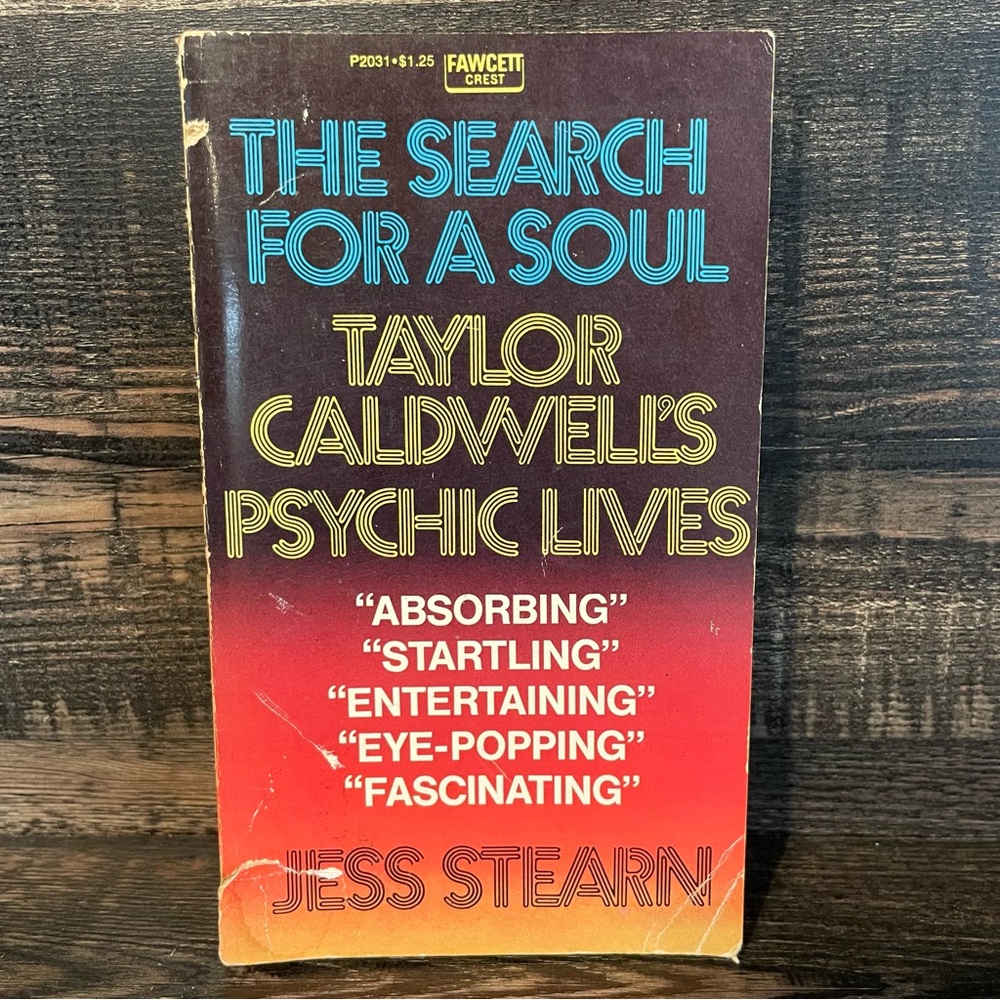 P2031•$1.25 FAWCETT
CREST
THE SEARCH
FOR A SOUL
TAYLOR
CALDWELL'S
PSYCHIC LIVES
“ABSORBING”
“STARTLING”
“ENTERTAINING”
“EYE-POPPING”
“FASCINATING”
JESS STEARN